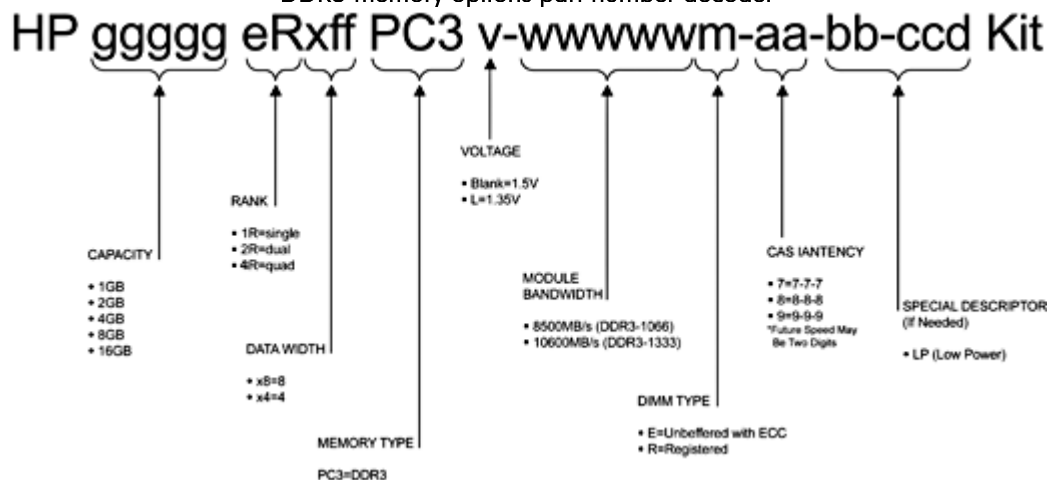 DDR3 memory options part number decoder
HP ggggg eRxff PC3 v-wwwwwm-aa-bb-ccd Kit
VOLTAGE
• Blank=1.5V
• L=1.35V
RANK
• 1R=single
• 2R=dual
• 4R=quad
CAPACITY
• 1GB
• 2GB
• 4GB
• 8GB
• 16GB
CAS IANTENCY
• 7=7-7-7
• 8=8-8-8
• 9=9-9-9
*Future Speed May
Be Two Digits
MODULE
BANDWIDTH
• 8500MB/s (DDR3-1066)
• 10600MB/s (DDR3-1333)
SPECIAL DESCRIPTOR
(If Needed)
• LP (Low Power)
DATA WIDTH
• x8=8
• x4=4
DIMM TYPE
• E=Unbeffered with ECC
• R=Registered
MEMORY TYPE
PC3=DDR3